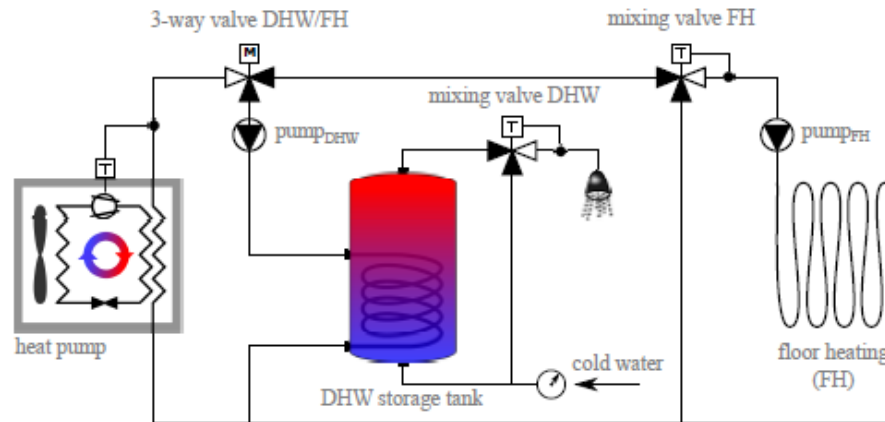 3-way valve DHW/FH
mixing valve FH
M
T
mixing valve DHW
T
pumpDHW
pumpFH
T
heat pump
cold water
DHW storage tank
floor heating
(FH)